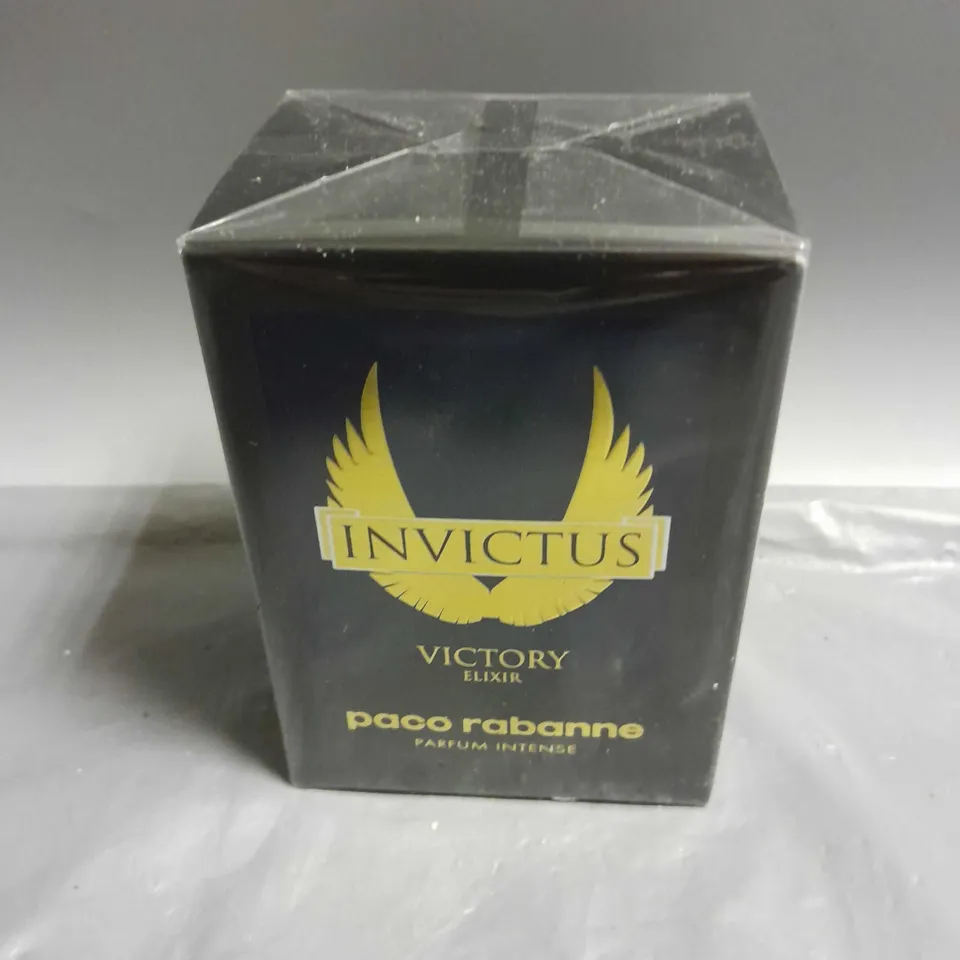 INVICTUS
VICTORY
ELIXIR
paco rabanne
PARFUM INTENSE